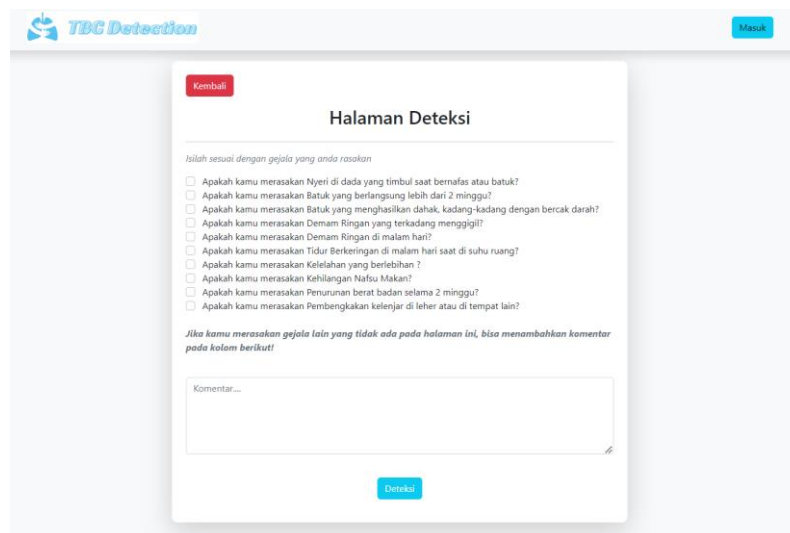 TBC Detection
Masuk
Kembali
Halaman Deteksi
Isilah sesuai dengan gejala yang anda rasakan
Apakah kamu merasakan Nyeri di dada yang timbul saat bernafas atau batuk?
Apakah kamu merasakan Batuk yang berlangsung lebih dari 2 minggu?
Apakah kamu merasakan Batuk yang menghasilkan dahak, kadang-kadang dengan bercak darah?
Apakah kamu merasakan Demam Ringan yang terkadang menggigil?
Apakah kamu merasakan Demam Ringan di malam hari?
Apakah kamu merasakan Tidur Berkeringan di malam hari saat di suhu ruang?
Apakah kamu merasakan Kelelahan yang berlebihan ?
Apakah kamu merasakan Kehilangan Nafsu Makan?
Apakah kamu merasakan Penurunan berat badan selama 2 minggu?
Apakah kamu merasakan Pembengkakan kelenjar di leher atau di tempat lain?
Jika kamu merasakan gejala lain yang tidak ada pada halaman ini, bisa menambahkan komentar
pada kolom berikut!
Komentar....
Deteksi